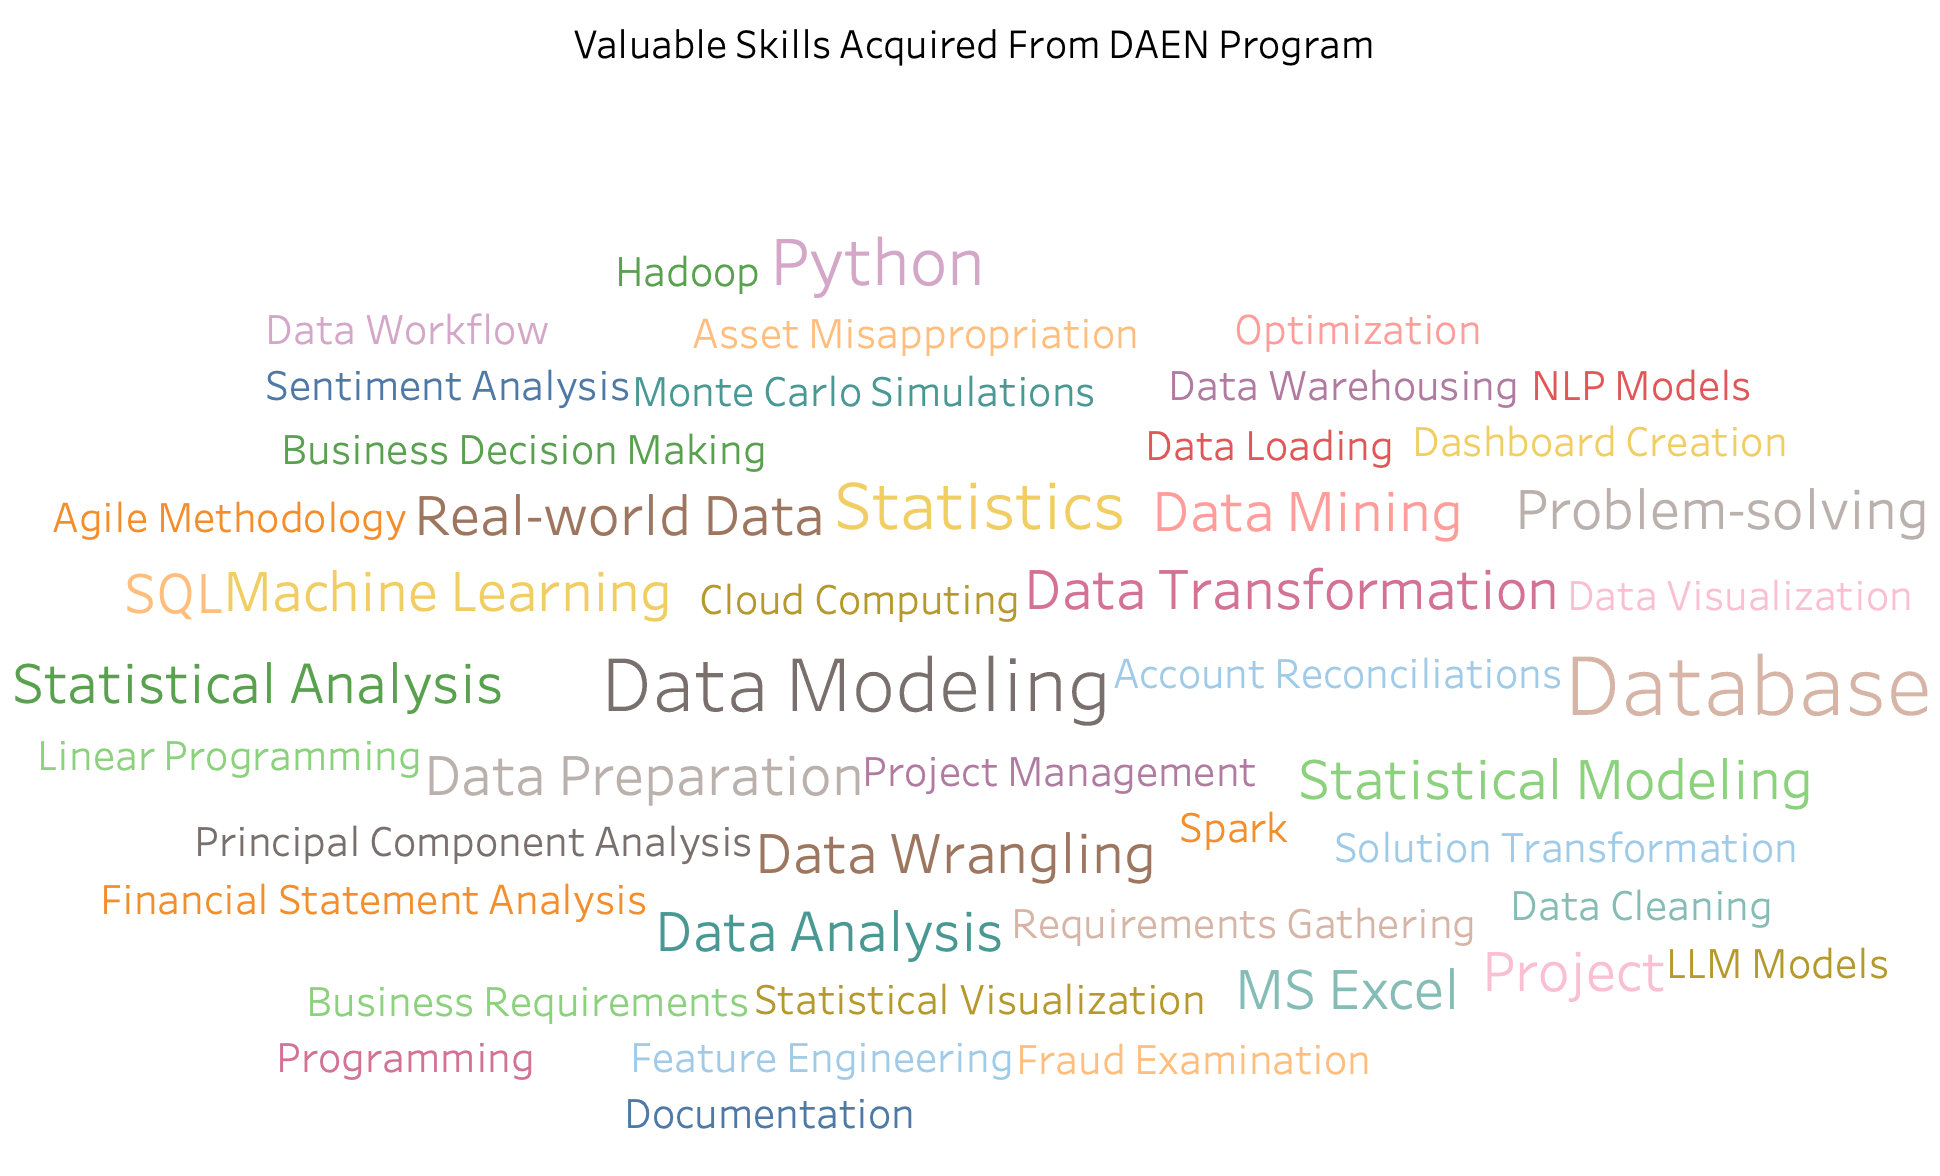 Valuable Skills Acquired From DAEN Program
Hadoop Python
Data Workflow Asset Misappropriation Optimization
Sentiment Analysis Monte Carlo Simulations Data Warehousing NLP Models
Business Decision Making Data Loading Dashboard Creation
Agile Methodology Real-world Data Statistics Data Mining Problem-solving
SQL Machine Learning Cloud Computing Data Transformation Data Visualization
Statistical Analysis Data Modeling Account Reconciliations Database
Linear Programming Data Preparation Project Management Statistical Modeling
Principal Component Analysis Data Wrangling Spark Solution Transformation
Financial Statement Analysis Data Analysis Requirements Gathering Data Cleaning
Business Requirements Statistical Visualization MS Excel Project LLM Models
Programming Feature Engineering Fraud Examination
Documentation